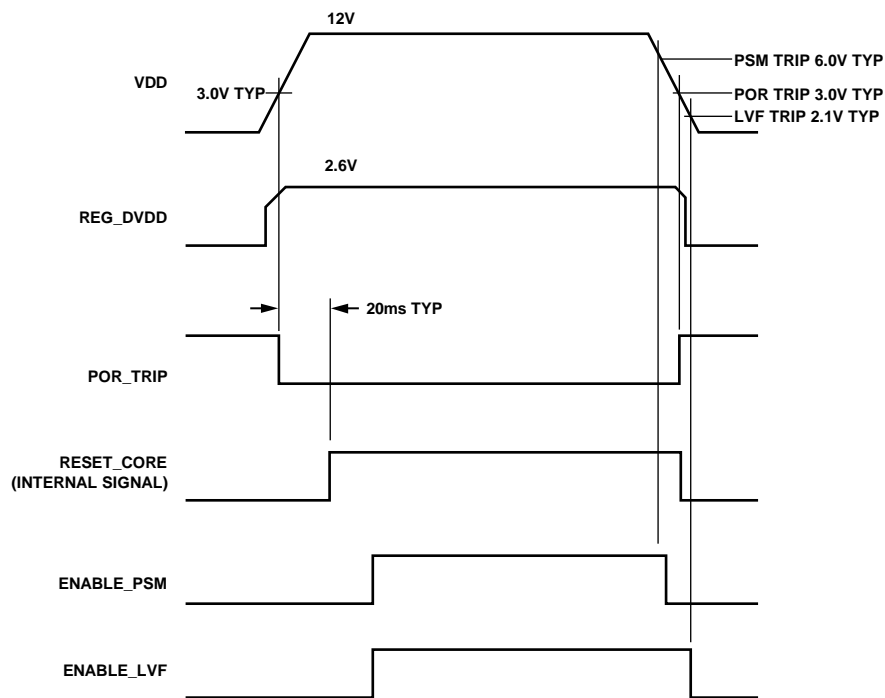 12V
VDD
3.0V TYP
PSM TRIP 6.0V TYP
POR TRIP 3.0V TYP
LVF TRIP 2.1V TYP
2.6V
REG_DVDD
20ms TYP
POR_TRIP
RESET_CORE
(INTERNAL SIGNAL)
ENABLE_PSM
ENABLE_LVF